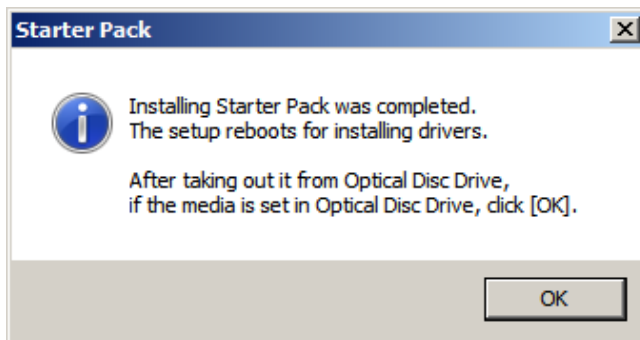 Starter Pack
Installing Starter Pack was completed.
The setup reboots for installing drivers.
After taking out it from Optical Disc Drive,
if the media is set in Optical Disc Drive, click [OK].
OK